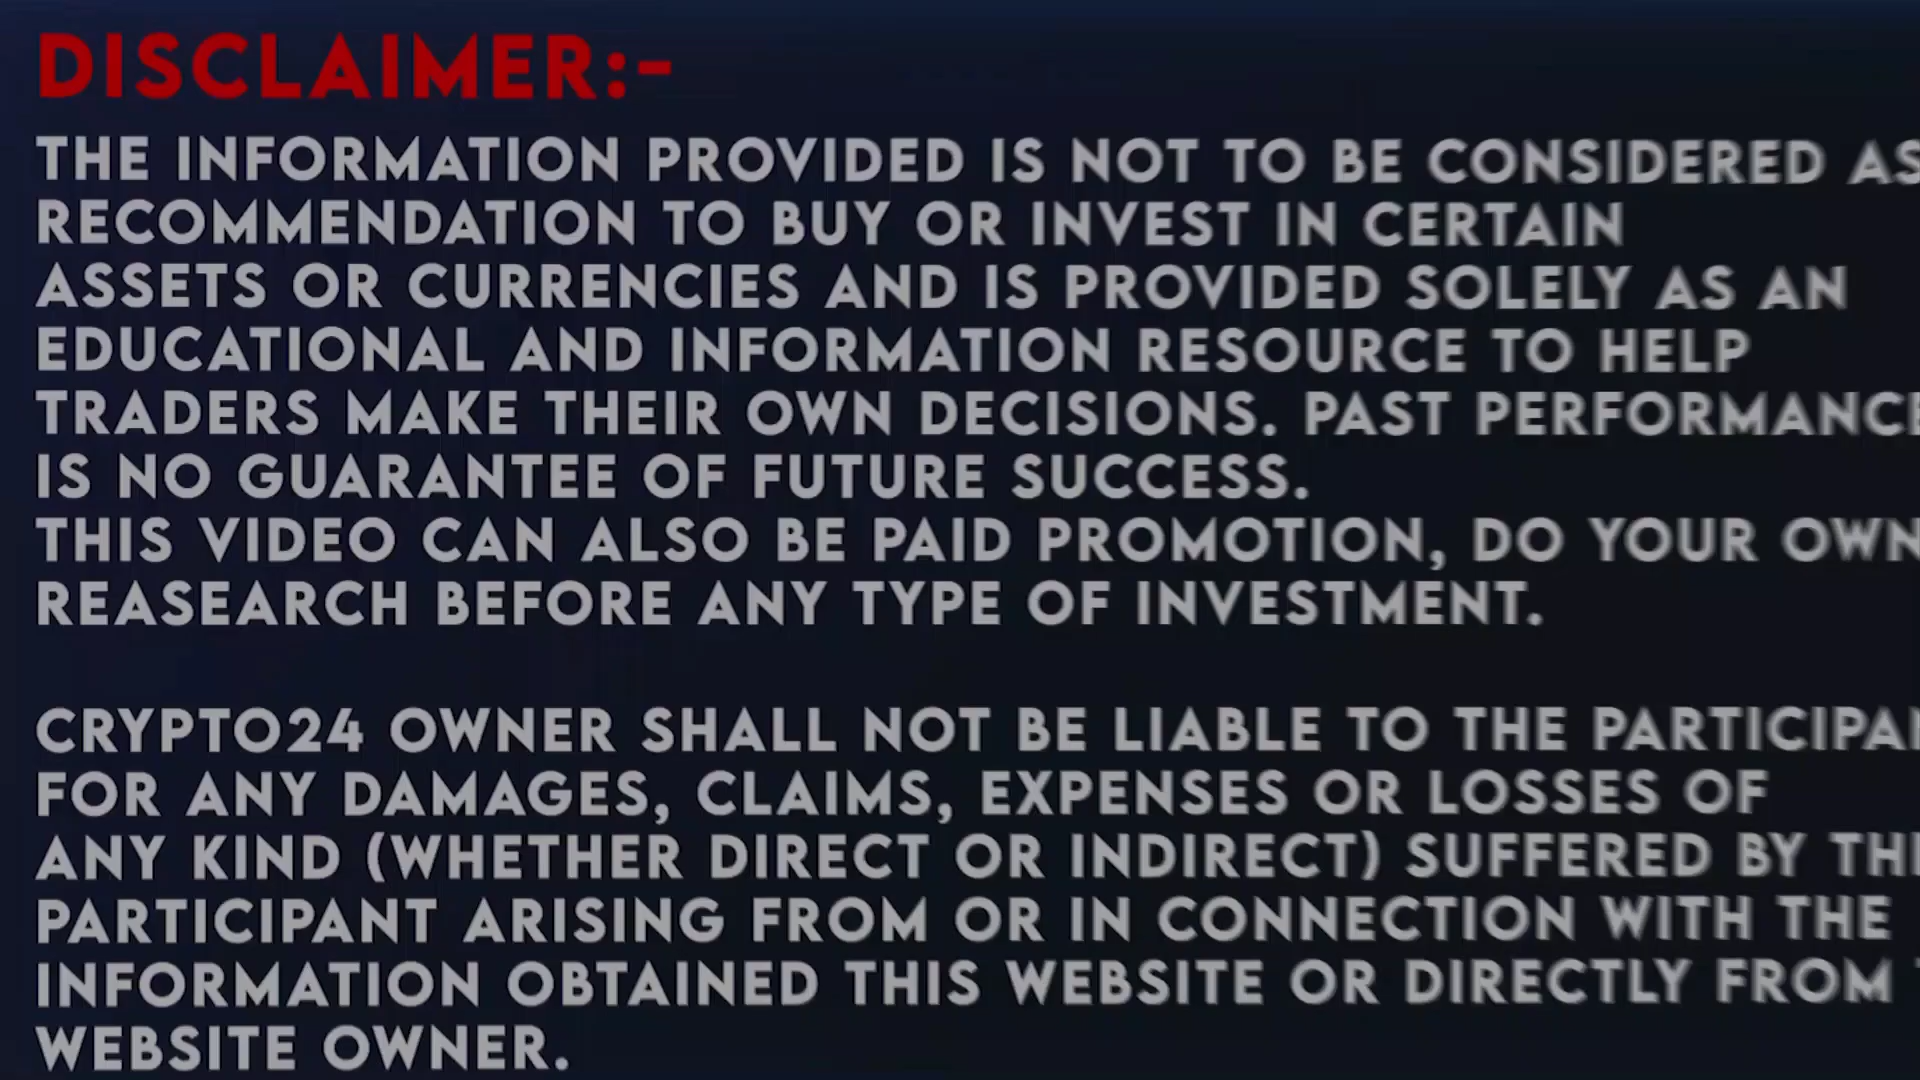 DISCLAIMER:-
THE INFORMATION PROVIDED IS NOT TO BE CONSIDERED AS
RECOMMENDATION TO BUY OR INVEST IN CERTAIN
ASSETS OR CURRENCIES AND IS PROVIDED SOLELY AS AN
EDUCATIONAL AND INFORMATION RESOURCE TO HELP
TRADERS MAKE THEIR OWN DECISIONS. PAST PERFORMANCE
IS NO GUARANTEE OF FUTURE SUCCESS.
THIS VIDEO CAN ALSO BE PAID PROMOTION, DO YOUR OWN
REASEARCH BEFORE ANY TYPE OF INVESTMENT.
CRYPTO24 OWNER SHALL NOT BE LIABLE TO THE
FOR ANY DAMAGES, CLAIMS, EXPENSES OR LOSSES OF
ANY KIND (WHETHER DIRECT OR INDIRECT) SUFFERED BY THE
PARTICIPANT ARISING FROM OR IN CONNECTION WITH THE
INFORMATION OBTAINED THIS WEBSITE OR DIRECTLY FROM
WEBSITE OWNER.